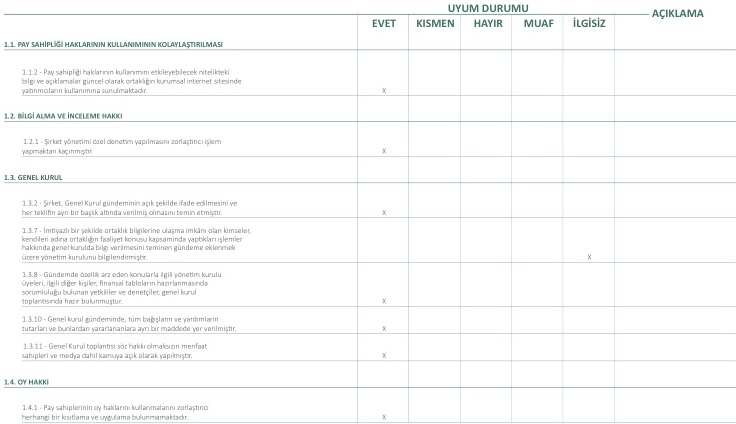 UYUM DURUMU
AÇIKLAMA
EVET KISMEN HAYIR MUAF İLGİSİZ
1.1. PAY SAHİPLİĞİ HAKLARININ KULLANIMININ KOLAYLAŞTIRILMASI
1.1.2 - Pay sahipliği haklarının kullanımını etkileyebilecek nitelikteki
bilgi ve açıklamalar güncel olarak ortaklığın kurumsal internet sitesinde
yatırımcıların kullanımına sunulmaktadır. X
1.2. BİLGİ ALMA VE İNCELEME HAKKI
1.2.1 - Şirket yönetimi özel denetim yapılmasını zorlaştırıcı işlem
yapmaktan kaçınmıştır. X
1.3. GENEL KURUL
1.3.2 - Şirket, Genel Kurul gündeminin açık şekilde ifade edilmesini ve
her teklifin ayrı bir başlık altında verilmiş olmasını temin etmiştir. X
1.3.7 - İmtiyazlı bir şekilde ortaklık bilgilerine ulaşma imkânı olan kimseler,
kendileri adına ortaklığın faaliyet konusu kapsamında yaptıkları işlemler
hakkında genel kurulda bilgi verilmesini teminen gündeme eklenmek
üzere yönetim kurulunu bilgilendirmiştir. X
1.3.8 - Gündemde özellik arz eden konularla ilgili yönetim kurulu
üyeleri, ilgili diğer kişiler, finansal tabloların hazırlanmasında
sorumluluğu bulunan yetkililer ve denetçiler, genel kurul
toplantısında hazır bulunmuştur. X
1.3.10 - Genel kurul gündeminde, tüm bağışların ve yardımların
tutarları ve bunlardan yararlananlara ayrı bir maddede yer verilmiştir. X
1.3.11 - Genel Kurul toplantısı söz hakkı olmaksızın menfaat
sahipleri ve medya dahil kamuya açık olarak yapılmıştır. X
1.4. OY HAKKI
1.4.1 - Pay sahiplerinin oy haklarını kullanmalarını zorlaştırıcı
herhangi bir kısıtlama ve uygulama bulunmamaktadır. X